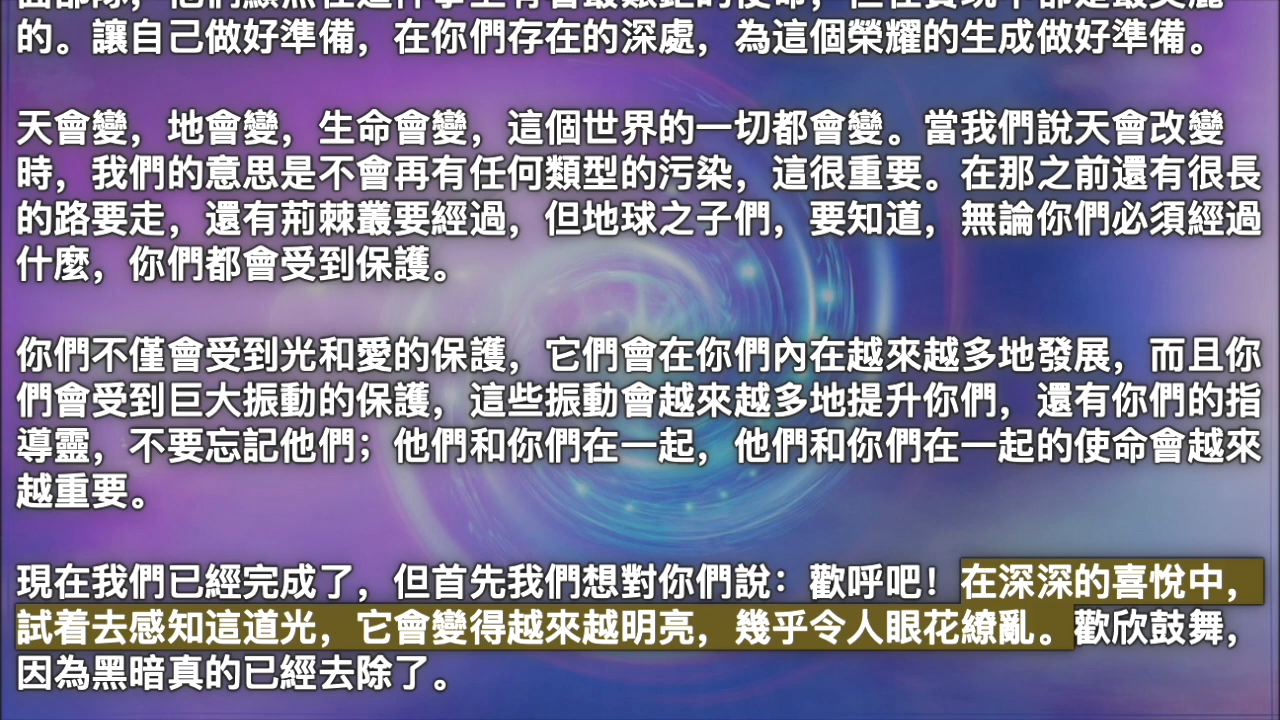 的。讓自己做好準備，在你們存在的深處，為這個榮耀的生成做好準備。
天會變，地會變，生命會變，這個世界的一切都會變。當我們說天會改變
時，我們的意思是不會再有任何類型的污染，這很重要。在那之前還有很長
的路要走，還有荊棘叢要經過，但地球之子們，要知道，無論你們必須經過
什麼，你們都會受到保護。
你們不僅會受到光和愛的保護，它們會在你們內在越來越多地發展，而且你
們會受到巨大振動的保護，這些振動會越來越多地提升你們，還有你們的指
導靈，不要忘記他們；他們和你們在一起，他們和你們在一起的使命會越來
越重要。
現在我們已經完成了，但首先我們想對你們說：歡呼吧！在深深的喜悅中，
試着去感知這道光，它會變得越來越明亮，幾乎令人眼花繚亂。歡欣鼓舞，
因為黑暗真的已經去除了。